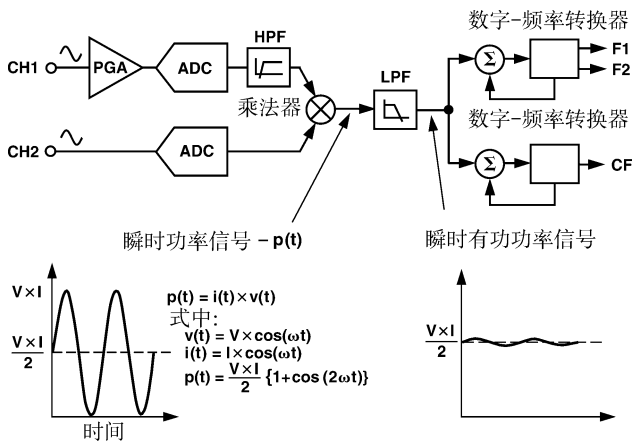 数字-频率转换器
HPF
F1
F2
CH1
PGA
ADC
Σ
LPF
乘法器
数字-频率转换器
CH2
ADC
Σ
CF
瞬时功率信号 – p(t)
瞬时有功功率信号
V×I
p(t) = i(t)×v(t)
式中:
v(t) = V×cos(ωt)
i(t) = I×cos(ωt)
p(t) = V×I/2 {1+cos (2ωt)}
V×I
2
时间
V×I
2